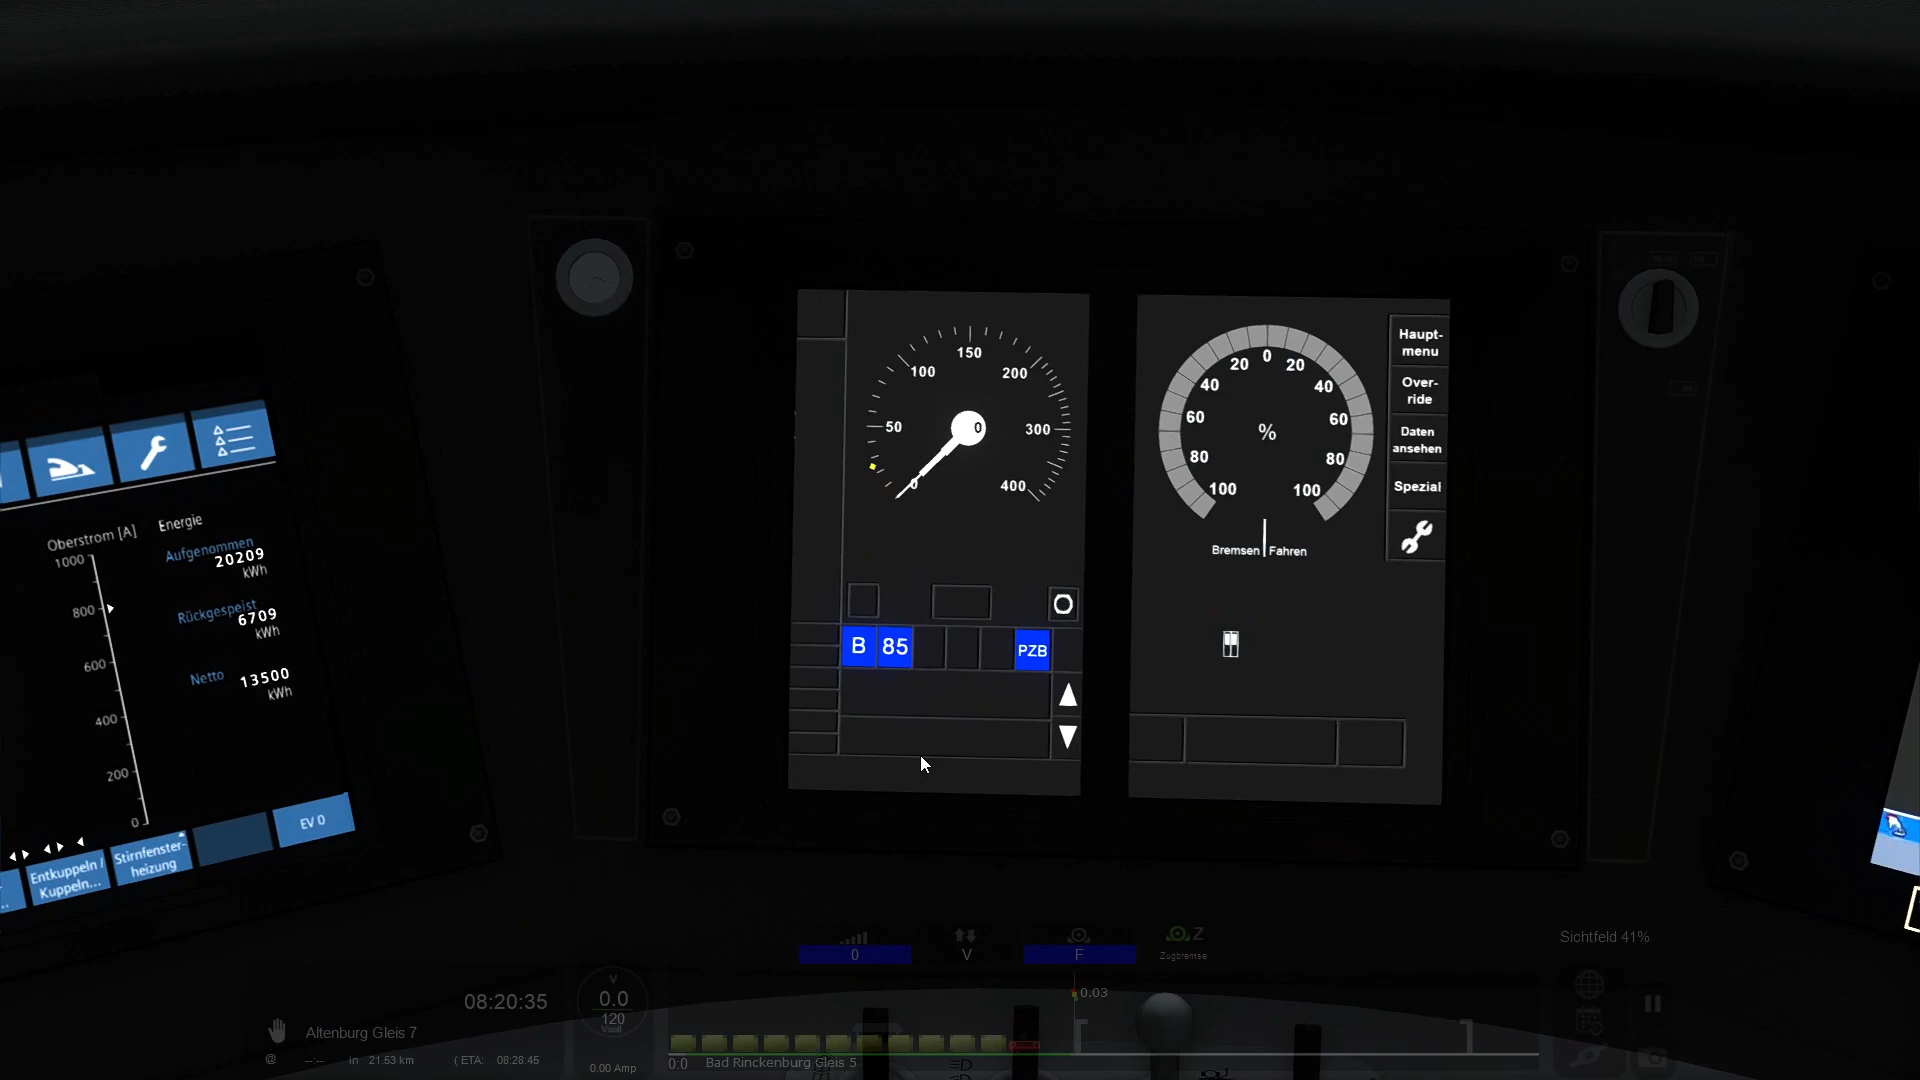 Oberstrom [A]
1000
800
600
400
200
0
Energie
Aufgenommen
20209
kWh
Rückgespeist
6709
kWh
Netto
13500
kWh
Entkuppeln /
Kuppeln...
Stirnfenster-
heizung
EV 0
0
50
100
150
200
300
400
0
B
85
PZB
100
80
60
40
20
0
20
40
60
80
100
%
Bremsen
Fahren
Haupt-
menu
Over-
ride
Daten
ansehen
Spezial
0
V
F
Z
Zugbremse
Sichtfeld 41%
08:20:35
Altenburg Gleis 7
@ --:-- in 21.53 km ( ETA: 08:28:45
V
0.0
120
Vsoll
0.00 Amp
0.03
0:0 Bad Rinckenburg Gleis 5